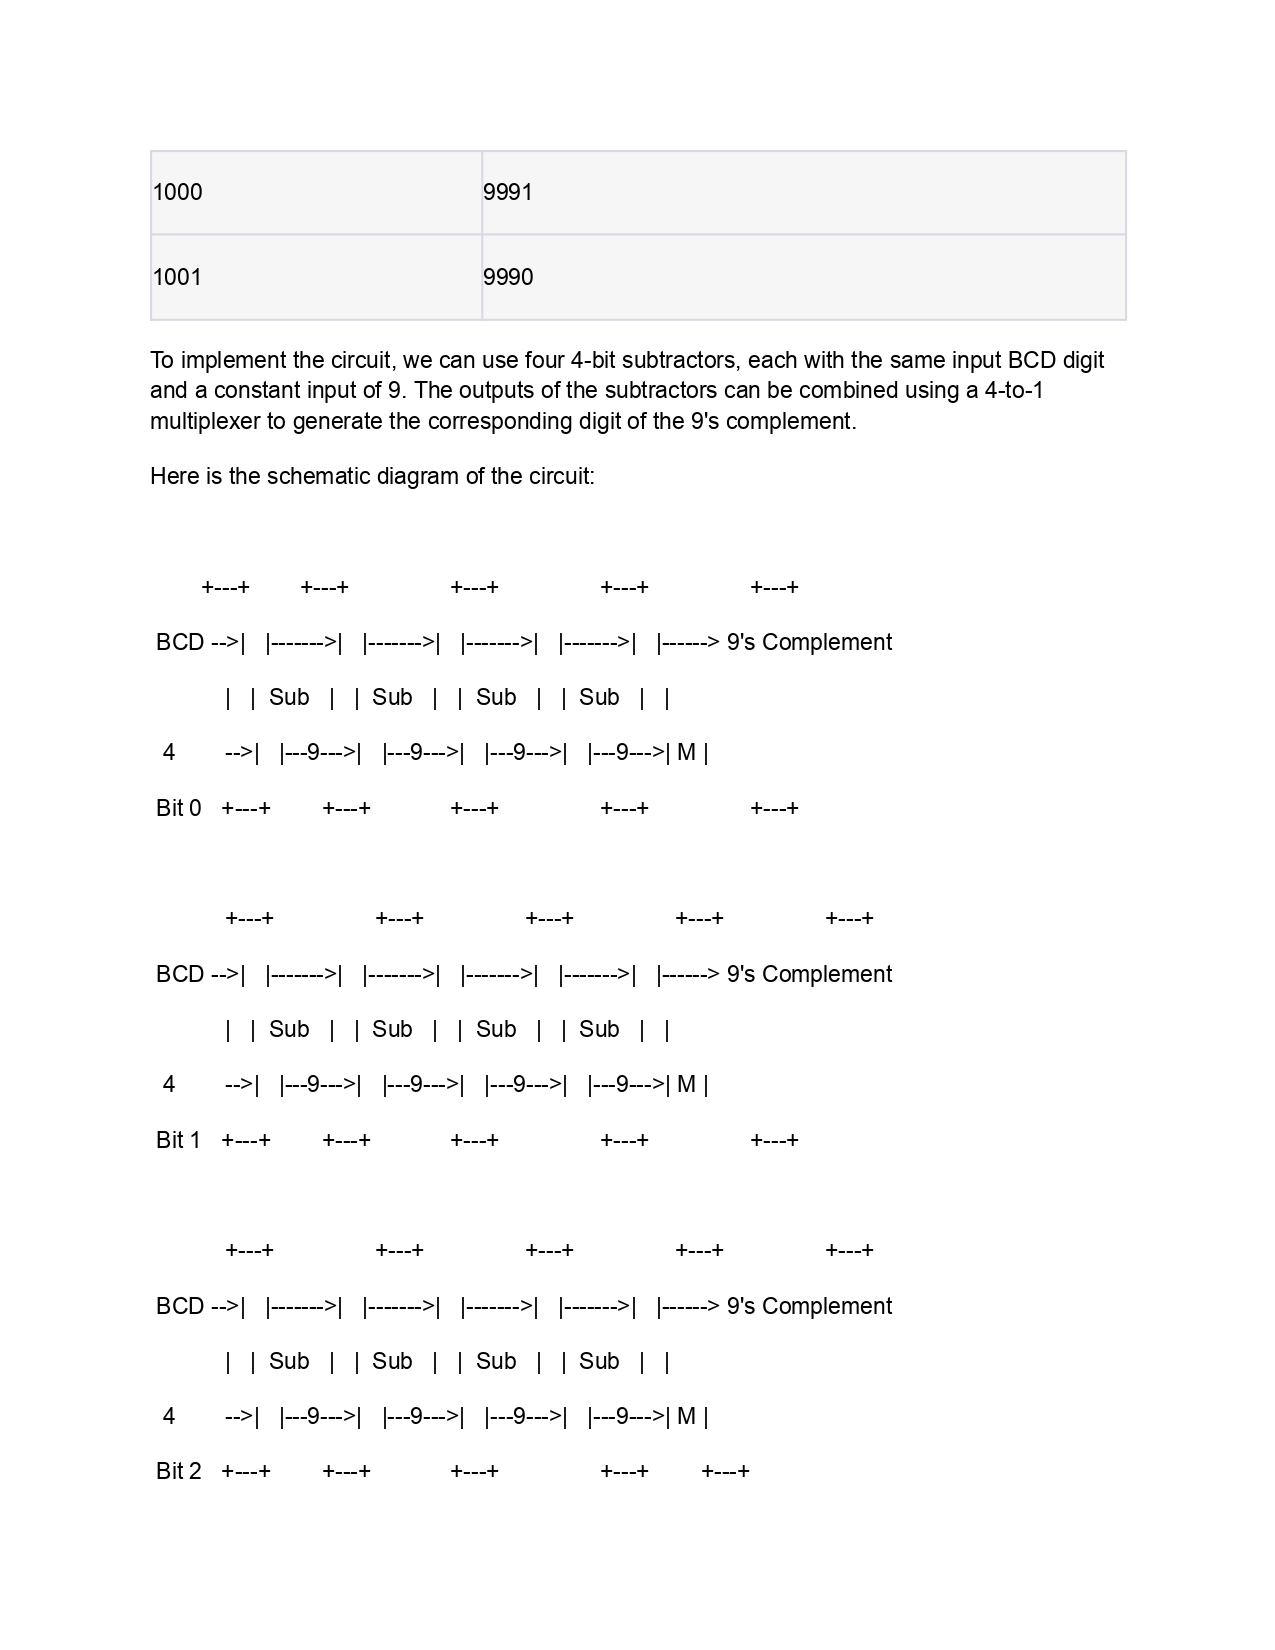 1000 9991
1001 9990
To implement the circuit, we can use four 4-bit subtractors, each with the same input BCD digit
and a constant input of 9. The outputs of the subtractors can be combined using a 4-to-1
multiplexer to generate the corresponding digit of the 9's complement.
Here is the schematic diagram of the circuit:
+---+ +---+ +---+ +---+ +---+
BCD -->| |------->| |------->| |------->| |------->| |------> 9's Complement
| | Sub | | Sub | | Sub | | Sub | |
4 -->| |---9--->| |---9--->| |---9--->| |---9--->| M |
Bit 0 +---+ +---+ +---+ +---+ +---+
+---+ +---+ +---+ +---+ +---+
BCD -->| |------->| |------->| |------->| |------->| |------> 9's Complement
| | Sub | | Sub | | Sub | | Sub | |
4 -->| |---9--->| |---9--->| |---9--->| |---9--->| M |
Bit 1 +---+ +---+ +---+ +---+ +---+
+---+ +---+ +---+ +---+ +---+
BCD -->| |------->| |------->| |------->| |------->| |------> 9's Complement
| | Sub | | Sub | | Sub | | Sub | |
4 -->| |---9--->| |---9--->| |---9--->| |---9--->| M |
Bit 2 +---+ +---+ +---+ +---+ +---+